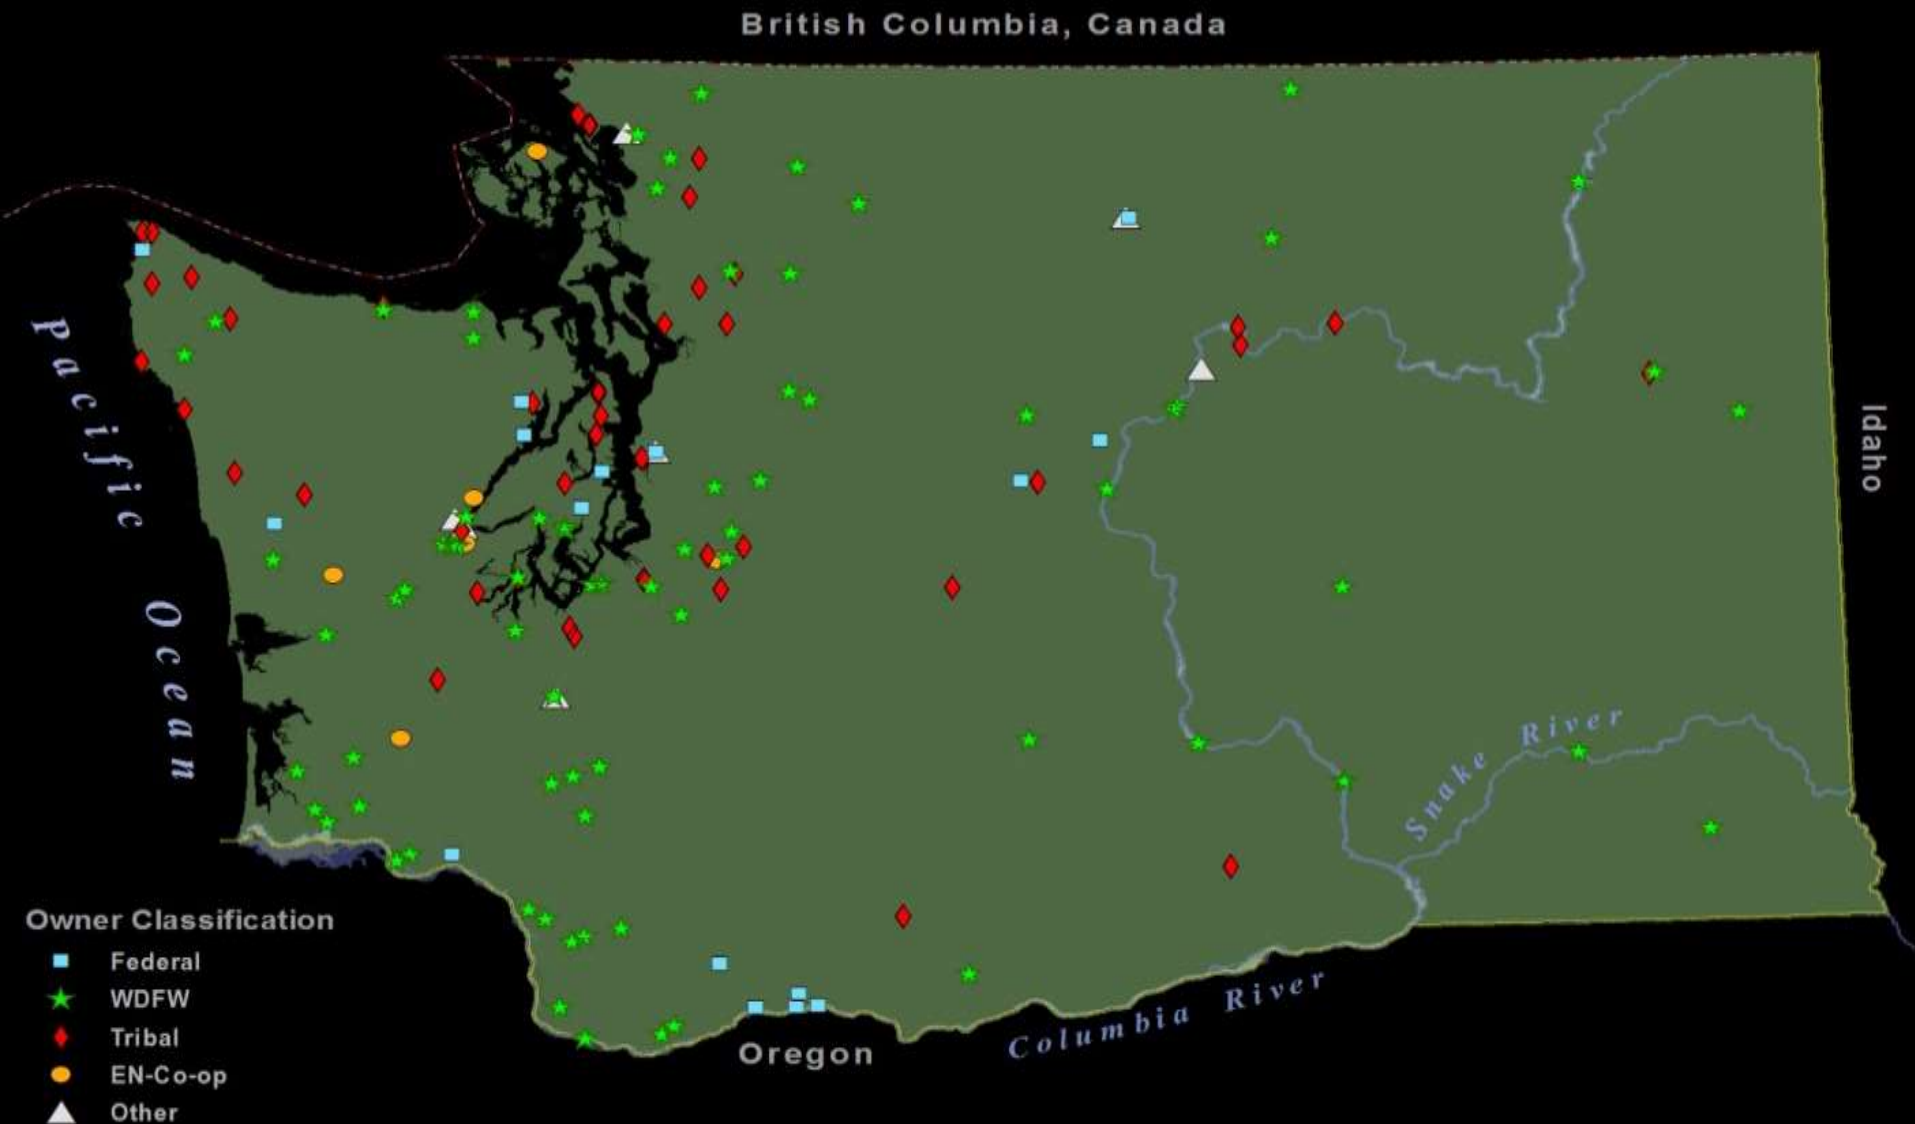 British Columbia, Canada
Pacific Ocean
Idaho
Snake River
Columbia River
Oregon
Owner Classification
Federal
WDFW
Tribal
EN-Co-op
Other